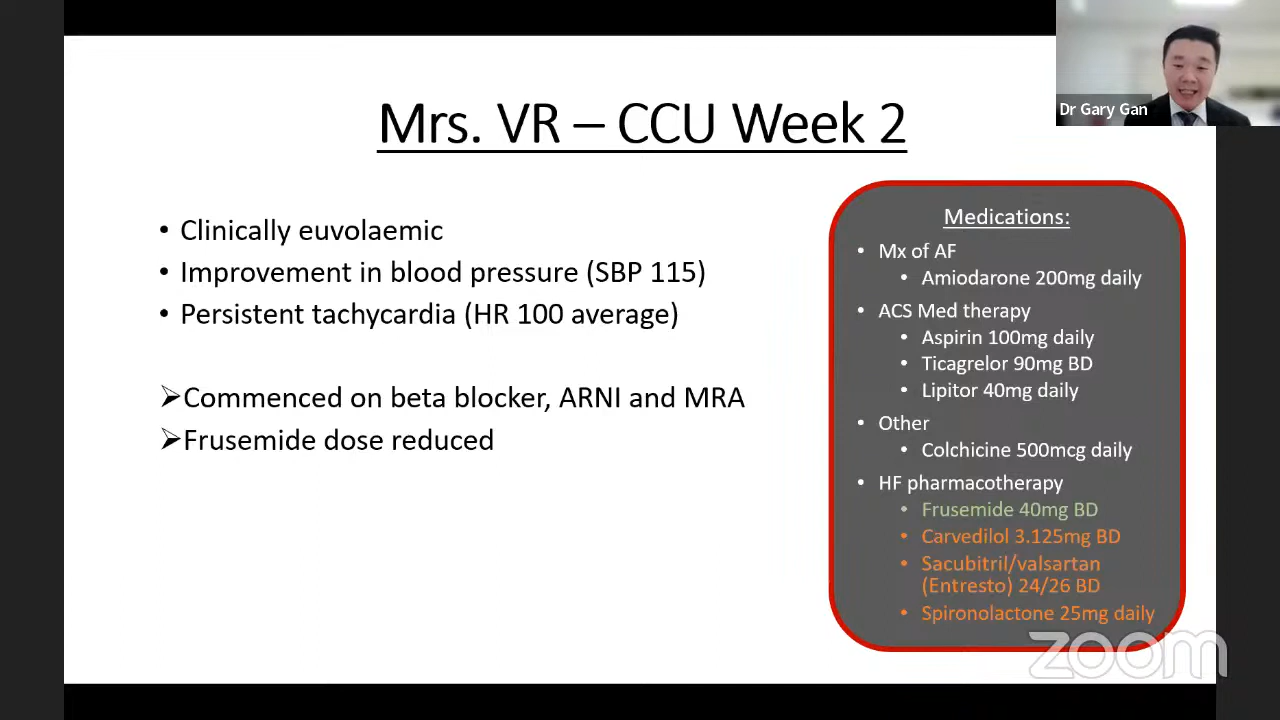 Dr Gary Gan
Mrs. VR – CCU Week 2
• Clinically euvolaemic
• Improvement in blood pressure (SBP 115)
• Persistent tachycardia (HR 100 average)
➢Commenced on beta blocker, ARNI and MRA
➢Frusemide dose reduced
Medications:
• Mx of AF
• Amiodarone 200mg daily
• ACS Med therapy
• Aspirin 100mg daily
• Ticagrelor 90mg BD
• Lipitor 40mg daily
• Other
• Colchicine 500mcg daily
• HF pharmacotherapy
• Frusemide 40mg BD
• Carvedilol 3.125mg BD
• Sacubitril/valsartan
(Entresto) 24/26 BD
• Spironolactone 25mg daily
zoom